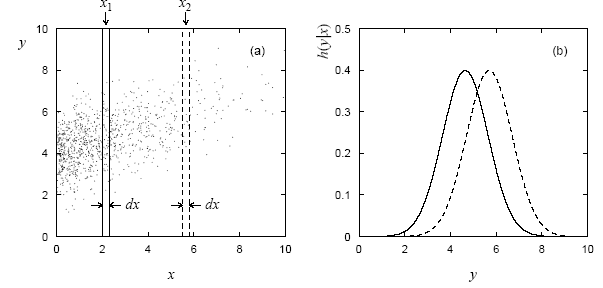 x₁ x₂
10
8
6
4
2
0
y
(a)
dx dx
0 2 4 6 8 10
x
0.5
0.4
0.3
0.2
0.1
0
h(y|x)
(b)
0 2 4 6 8 10
y